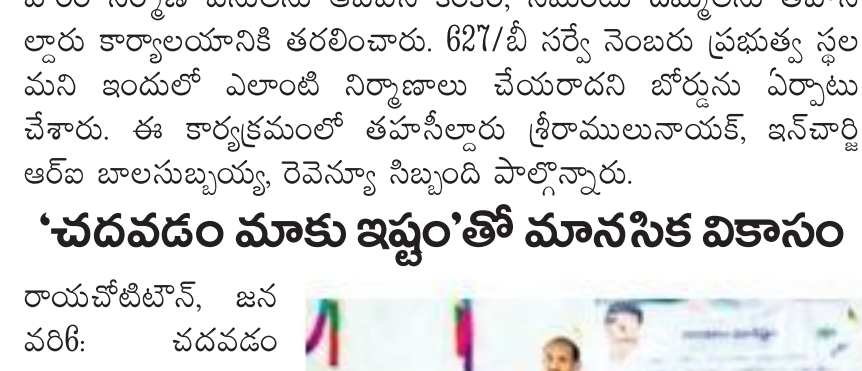 ల్దారు కార్యాలయానికి తరలించారు. 627/బీ సర్వే నెంబరు ప్రభుత్వ స్థల
మని ఇందులో ఎలాంటి నిర్మాణాలు చేయరాదని బోర్డును ఏర్పాటు
చేశారు. ఈ కార్యక్రమంలో తహసీల్దారు శ్రీరాములునాయక్, ఇన్‌చార్జి
ఆర్ఐ బాలసుబ్బయ్య, రెవెన్యూ సిబ్బంది పాల్గొన్నారు.
‘చదవడం మాకు ఇష్టం’తో మానసిక వికాసం
రాయచోటిటౌన్, జన
వరి6: చదవడం